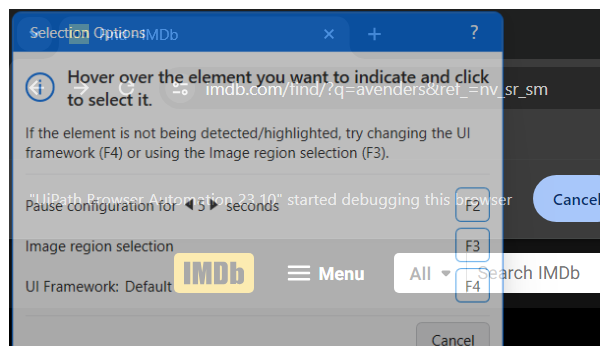 Selection Options
Find - IMDb
?
Hover over the element you want to indicate and click
to select it.
imdb.com/find/?q=avenders&ref_=nv_sr_sm
If the element is not being detected/highlighted, try changing the UI
framework (F4) or using the Image region selection (F3).
"UiPath Browser Automation 23.10" started debugging this browser
Cancel
Pause configuration for 5 seconds
F2
Image region selection
F3
IMDb
Menu
All
Search IMDb
UI Framework: Default
F4
Cancel